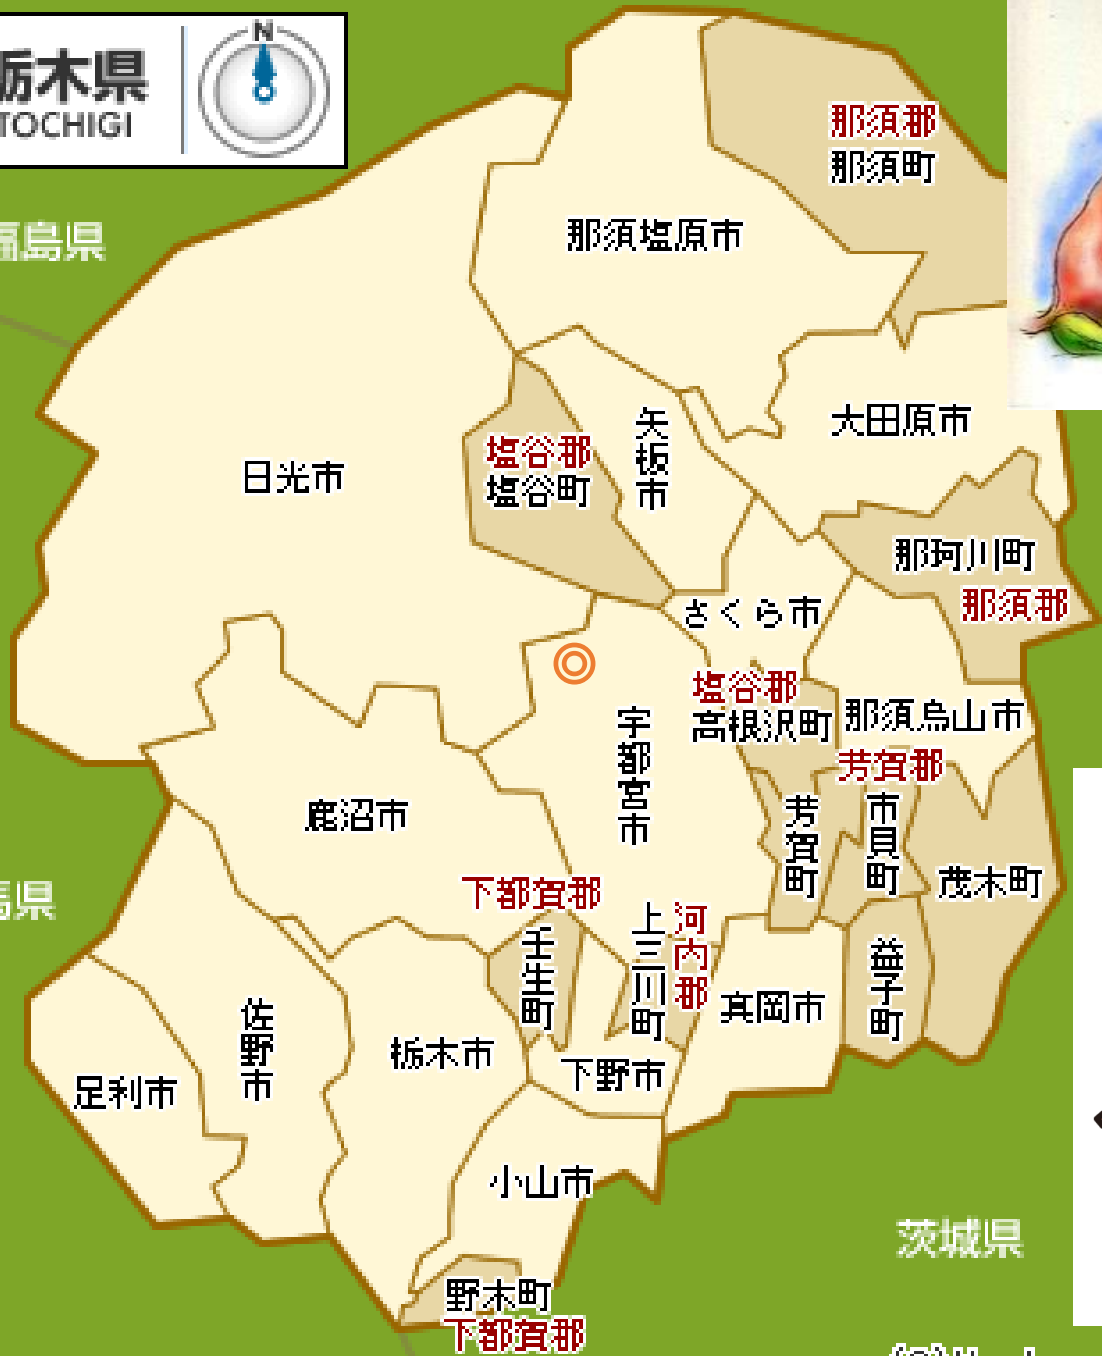 栃木県
TOCHIGI
N
那須郡
那須町
福島県
那須塩原市
大田原市
矢板市
塩谷郡
塩谷町
日光市
那珂川町
那須郡
さくら市
塩谷郡
高根沢町
那須烏山市
宇都宮市
芳賀郡
芳賀町
市貝町
鹿沼市
茂木町
馬県
下都賀郡
壬生町
上三川町
河内郡
益子町
真岡市
佐野市
栃木市
下野市
足利市
小山市
茨城県
野木町
下都賀郡